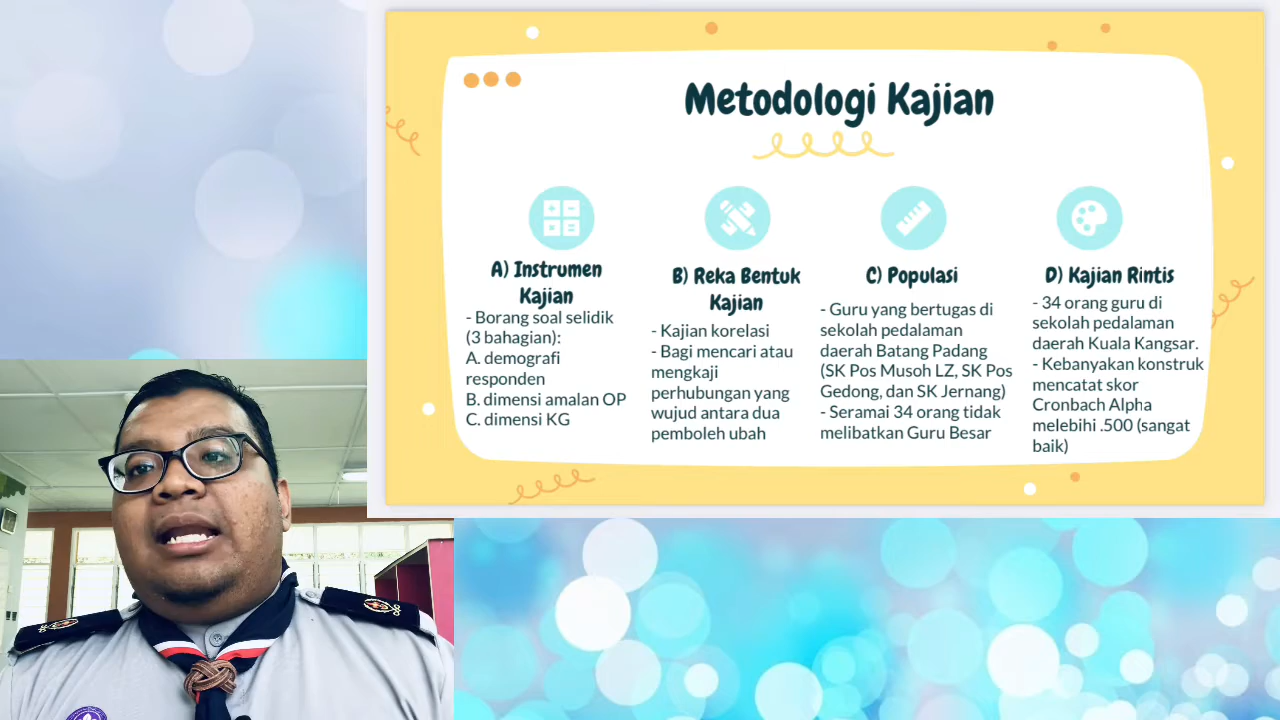 Metodologi Kajian
A) Instrumen
Kajian
- Borang soal selidik
(3 bahagian):
A. demografi
responden
B. dimensi amalan OP
C. dimensi KG
B) Reka Bentuk
Kajian
- Kajian korelasi
- Bagi mencari atau
mengkaji
perhubungan yang
wujud antara dua
pemboleh ubah
C) Populasi
- Guru yang bertugas di
sekolah pedalaman
daerah Batang Padang
(SK Pos Musoh LZ, SK Pos
Gedong, dan SK Jernang)
- Seramai 34 orang tidak
melibatkan Guru Besar
D) Kajian Rintis
- 34 orang guru di
sekolah pedalaman
daerah Kuala Kangsar.
- Kebanyakan konstruk
mencatat skor
Cronbach Alpha
melebihi .500 (sangat
baik)